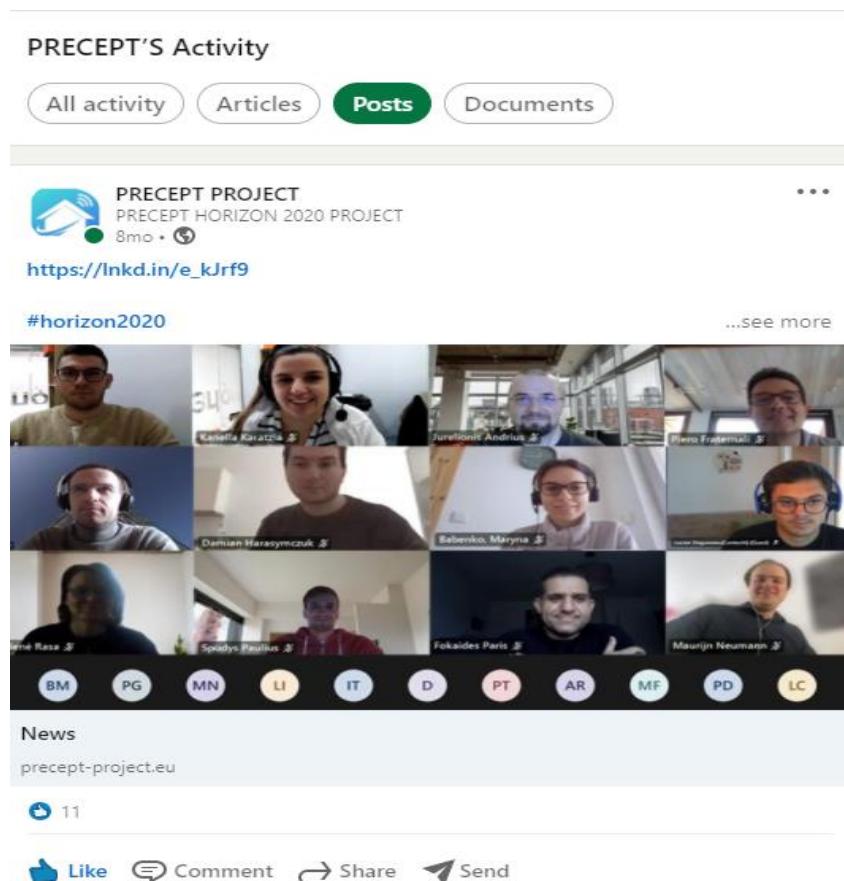 PRECEPT'S Activity
All activity Articles Posts Documents
PRECEPT PROJECT
PRECEPT HORIZON 2020 PROJECT
8mo •
https://lnkd.in/e_kJrf9
#horizon2020 ...see more
Kanella Karatzia Jurelionis Andrius Piero Fraternali
Damian Harasymczuk Babenko, Maryna
Rasa Spudys Paulius Fokaides Paris Maurijn Neumann
BM PG MN LI IT D PT AR MF PD LC
News
precept-project.eu
11
Like Comment Share Send